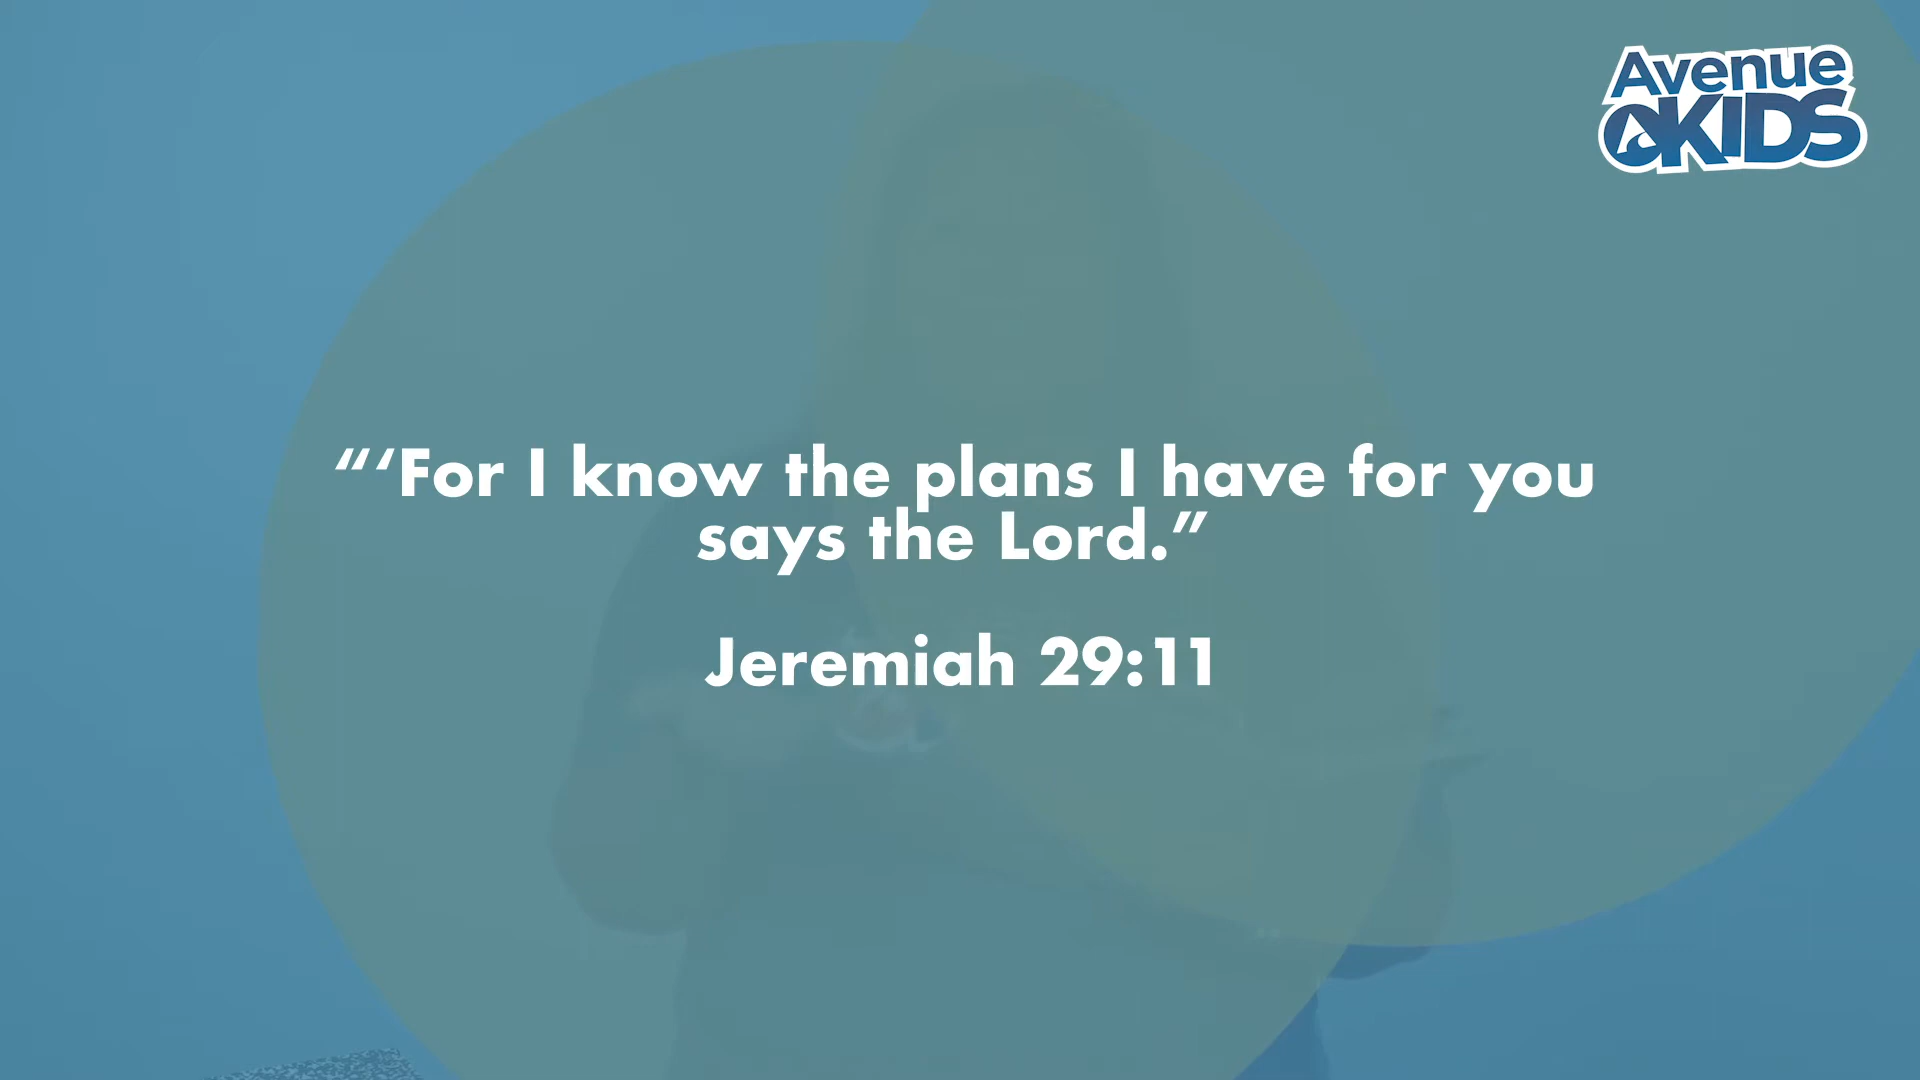 Avenue
KIDS
“‘For I know the plans I have for you
says the Lord.”
Jeremiah 29:11